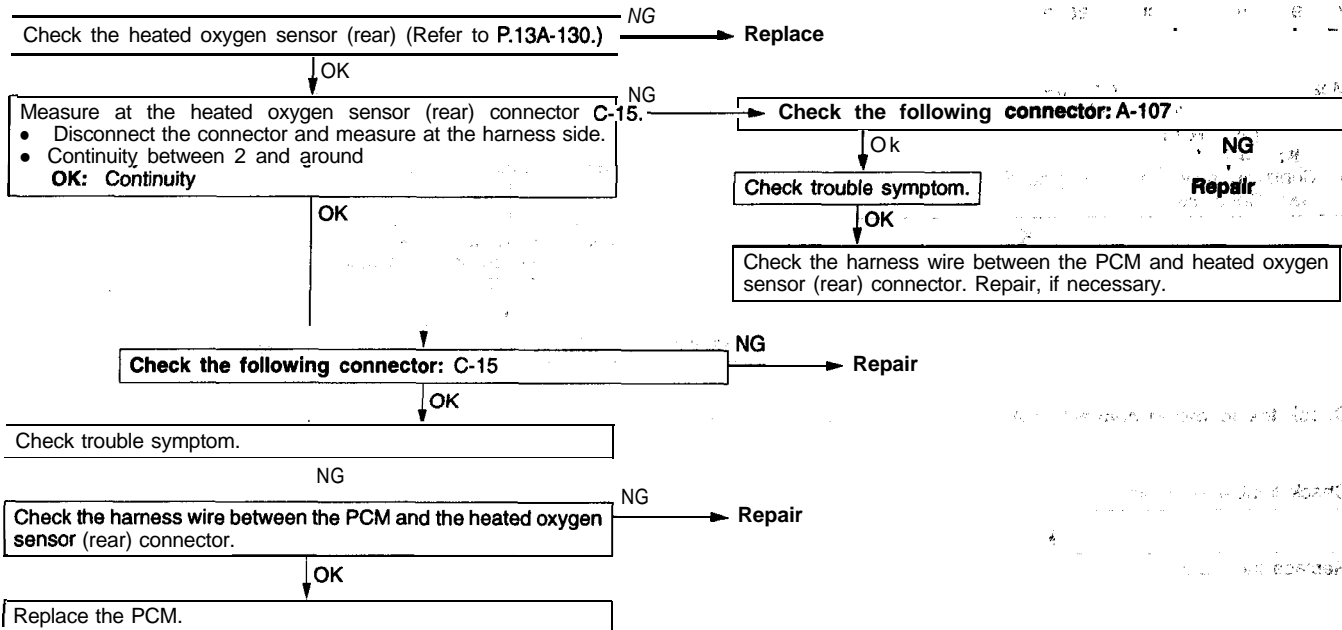 NG
Check the heated oxygen sensor (rear) (Refer to P.13A-130.)
Replace
OK
Measure at the heated oxygen sensor (rear) connector C-15.
• Disconnect the connector and measure at the harness side.
• Continuity between 2 and around
OK: Continuity
NG
Check the following connector: A-107
Ok
NG
Check trouble symptom.
Repair
OK
OK
Check the harness wire between the PCM and heated oxygen
sensor (rear) connector. Repair, if necessary.
Check the following connector: C-15
NG
Repair
OK
Check trouble symptom.
NG
Check the harness wire between the PCM and the heated oxygen
sensor (rear) connector.
NG
Repair
OK
Replace the PCM.